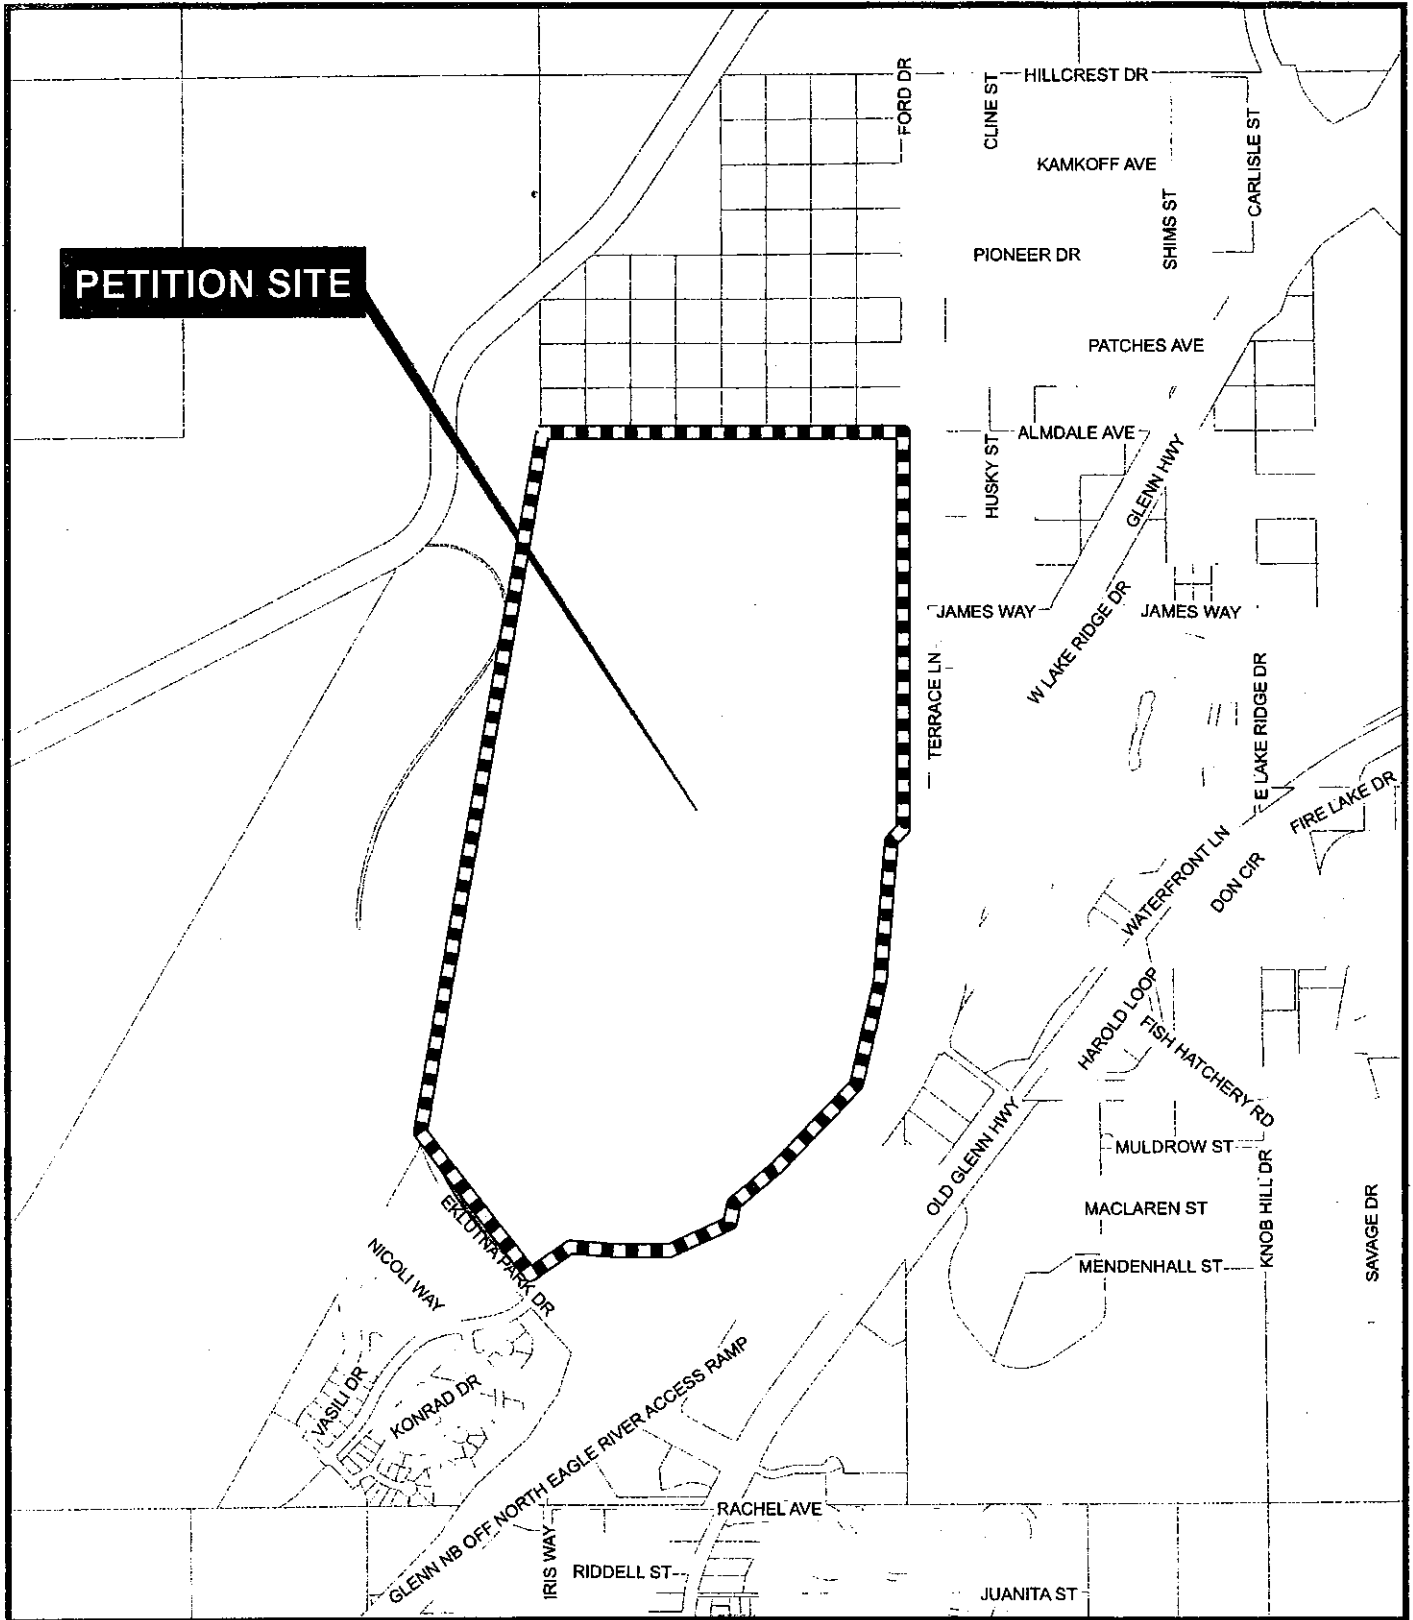 FORD DR
CLINE ST
HILLCREST DR
CARLISLE ST
KAMKOFF AVE
SHIMS ST
PIONEER DR
PETITION SITE
PATCHES AVE
ALMDALE AVE
HUSKY ST
GLENN HWY
JAMES WAY
JAMES WAY
W LAKE RIDGE DR
TERRACE LN
E LAKE RIDGE DR
FIRE LAKE DR
WATERFRONT LN
DON CIR
HAROLD LOOP
FISH HATCHERY RD
OLD GLENN HWY
MULDROW ST
MACLAREN ST
KNOB HILL DR
SAVAGE DR
MENDENHALL ST
EKLUTNA PARK DR
NICOLI WAY
VASILI DR
KONRAD DR
GLENN NB OFF NORTH EAGLE RIVER ACCESS RAMP
RACHEL AVE
IRIS WAY
RIDDELL ST
JUANITA ST